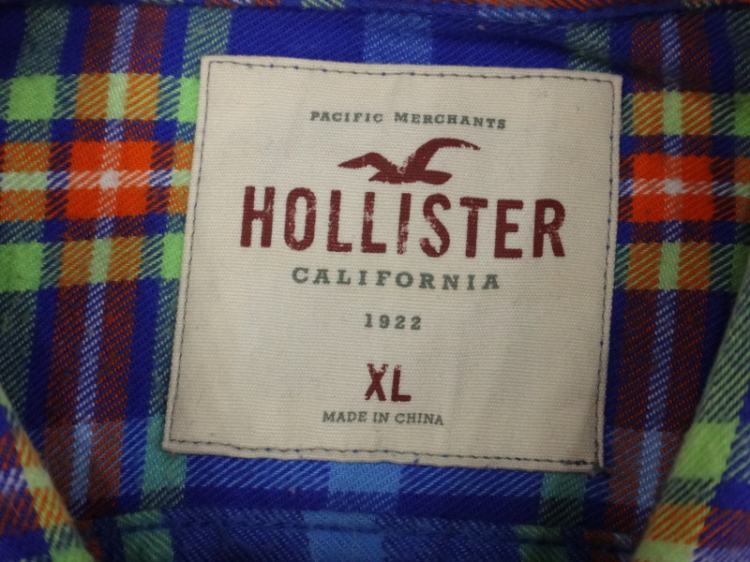 PACIFIC MERCHANTS
HOLLISTER
CALIFORNIA
1922
XL
MADE IN CHINA